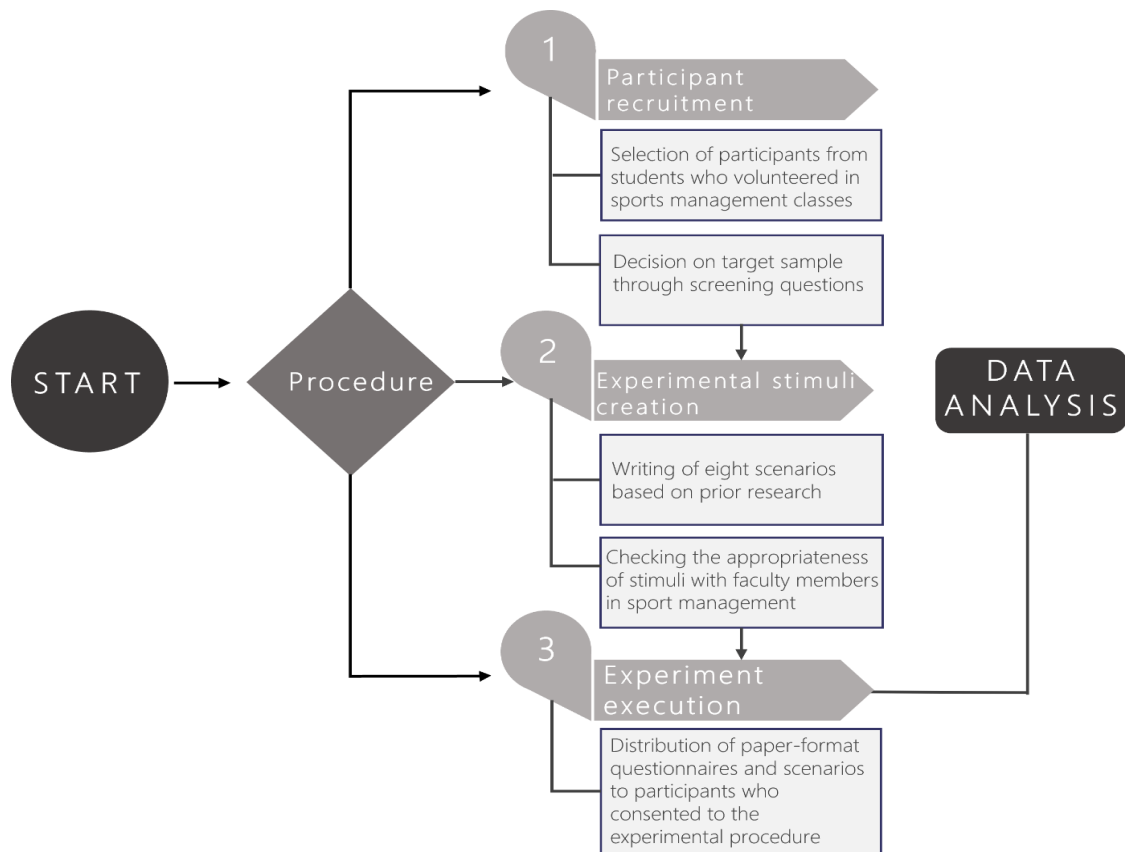 START
Procedure
1
Participant
recruitment
Selection of participants from
students who volunteered in
sports management classes
Decision on target sample
through screening questions
2
Experimental stimuli
creation
Writing of eight scenarios
based on prior research
Checking the appropriateness
of stimuli with faculty members
in sport management
3
Experiment
execution
Distribution of paper-format
questionnaires and scenarios
to participants who
consented to the
experimental procedure
DATA
ANALYSIS